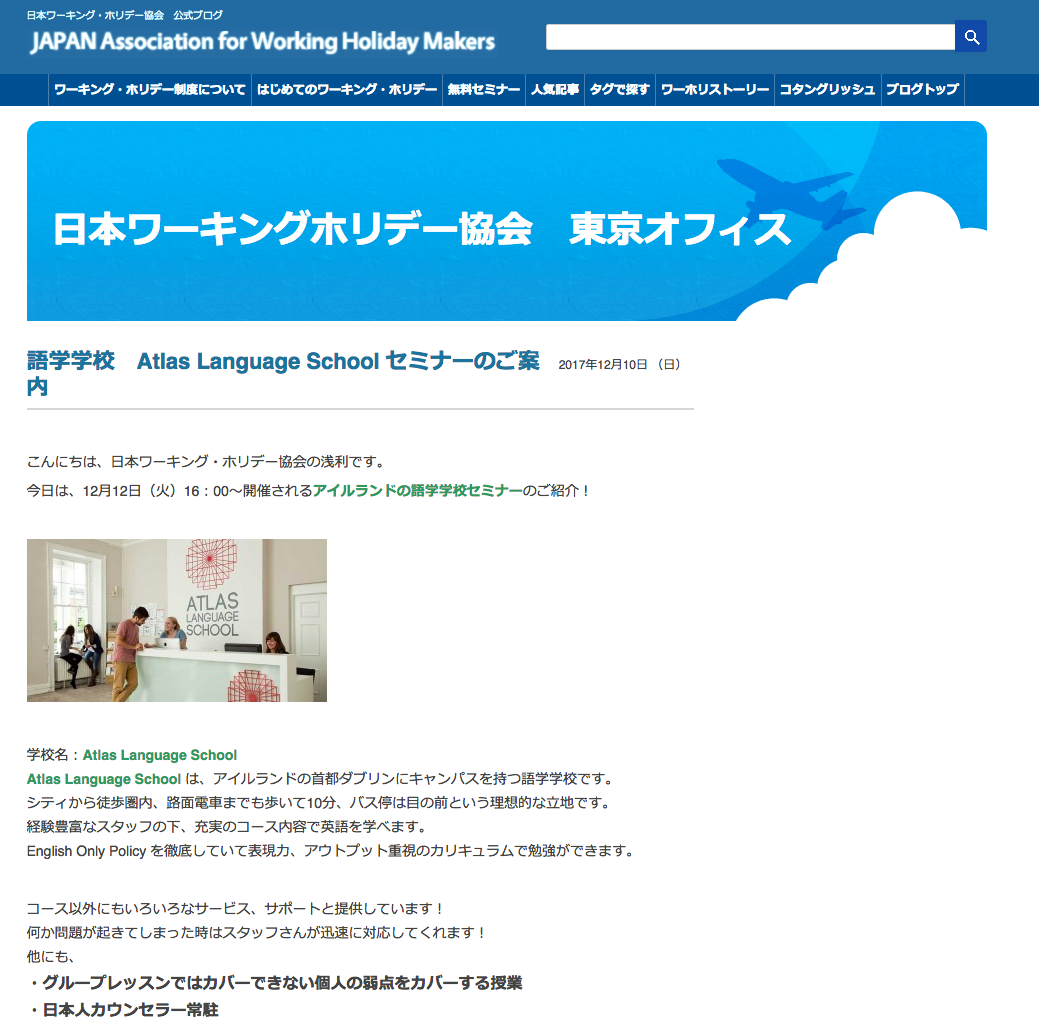 日本ワーキング・ホリデー協会　公式ブログ
JAPAN Association for Working Holiday Makers
ワーキング・ホリデー制度について
はじめてのワーキング・ホリデー
無料セミナー
人気記事
タグで探す
ワーホリストーリー
コタングリッシュ
ブログトップ
日本ワーキングホリデー協会　東京オフィス
語学学校　Atlas Language School セミナーのご案
内
2017年12月10日 （日）
こんにちは、日本ワーキング・ホリデー協会の浅利です。
今日は、12月12日（火）16：00～開催されるアイルランドの語学学校セミナーのご紹介！
ATLAS
LANGUAGE
SCHOOL
学校名：Atlas Language School
Atlas Language School は、アイルランドの首都ダブリンにキャンパスを持つ語学学校です。
シティから徒歩圏内、路面電車までも歩いて10分、バス停は目の前という理想的な立地です。
経験豊富なスタッフの下、充実のコース内容で英語を学べます。
English Only Policy を徹底していて表現力、アウトプット重視のカリキュラムで勉強ができます。
コース以外にもいろいろなサービス、サポートと提供しています！
何か問題が起きてしまった時はスタッフさんが迅速に対応してくれます！
他にも、
・グループレッスンではカバーできない個人の弱点をカバーする授業
・日本人カウンセラー常駐